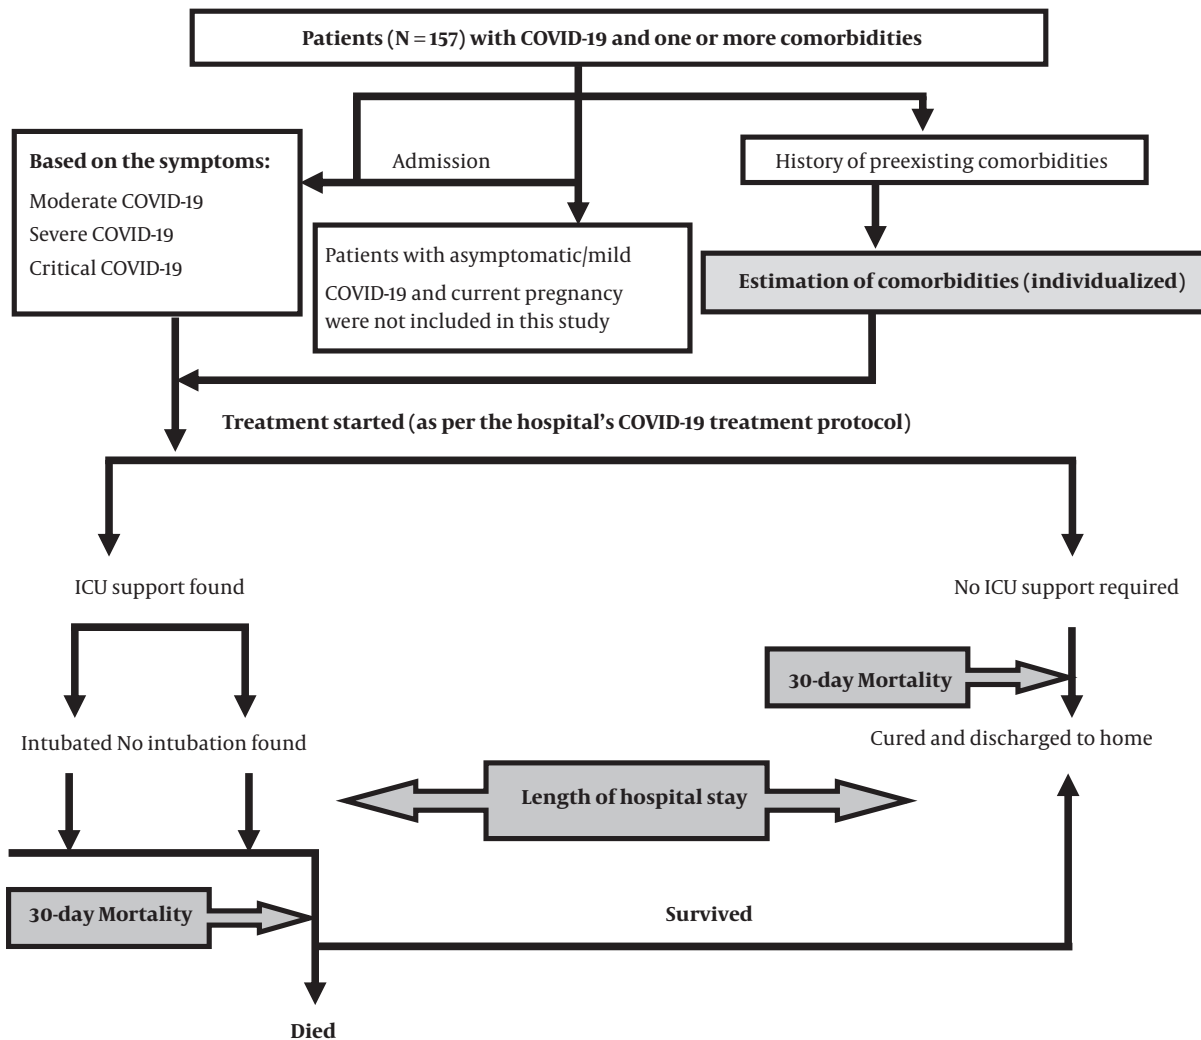 Patients (N = 157) with COVID-19 and one or more comorbidities
Based on the symptoms:
Moderate COVID-19
Severe COVID-19
Critical COVID-19
Admission
History of preexisting comorbidities
Patients with asymptomatic/mild
COVID-19 and current pregnancy
were not included in this study
Estimation of comorbidities (individualized)
Treatment started (as per the hospital's COVID-19 treatment protocol)
ICU support found
No ICU support required
30-day Mortality
Intubated No intubation found
Cured and discharged to home
Length of hospital stay
30-day Mortality
Survived
Died